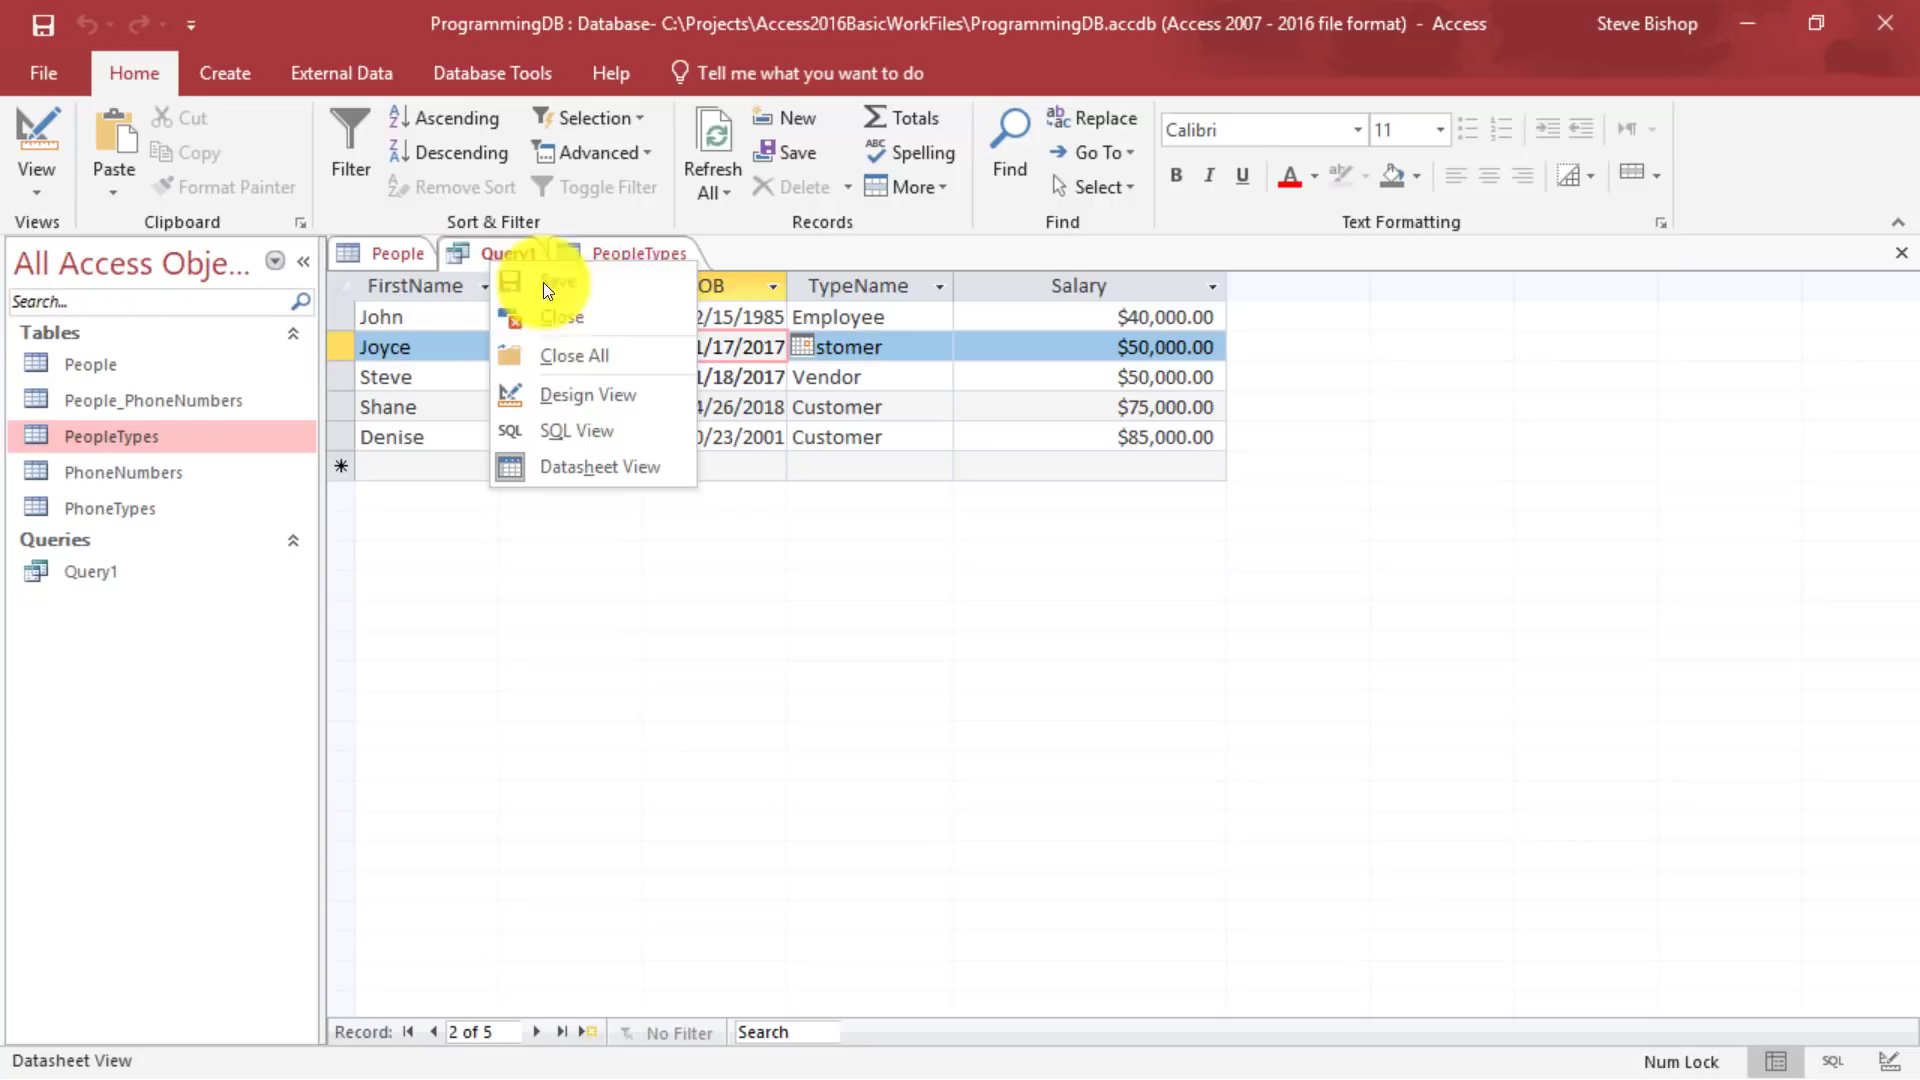 ProgrammingDB : Database- C:\Projects\Access2016BasicWorkFiles\ProgrammingDB.accdb (Access 2007 - 2016 file format) - Access
Steve Bishop
File
Home
Create
External Data
Database Tools
Help
Tell me what you want to do
View
Views
Paste
Cut
Copy
Format Painter
Clipboard
Filter
Ascending
Descending
Remove Sort
Selection
Advanced
Toggle Filter
Sort & Filter
Refresh
All
New
Save
Delete
Totals
Spelling
More
Records
Find
Replace
Go To
Select
Find
Calibri
11
B I U
Text Formatting
All Access Obje...
Search...
Tables
People
People_PhoneNumbers
PeopleTypes
PhoneNumbers
PhoneTypes
Queries
Query1
People
Query1
PeopleTypes
FirstName
OB
TypeName
Salary
John
2/15/1985
Employee
$40,000.00
Joyce
1/17/2017
stomer
$50,000.00
Steve
1/18/2017
Vendor
$50,000.00
Shane
4/26/2018
Customer
$75,000.00
Denise
0/23/2001
Customer
$85,000.00
Save
Close
Close All
Design View
SQL
SQL View
Datasheet View
Record:
2 of 5
No Filter
Search
Datasheet View
Num Lock
SQL